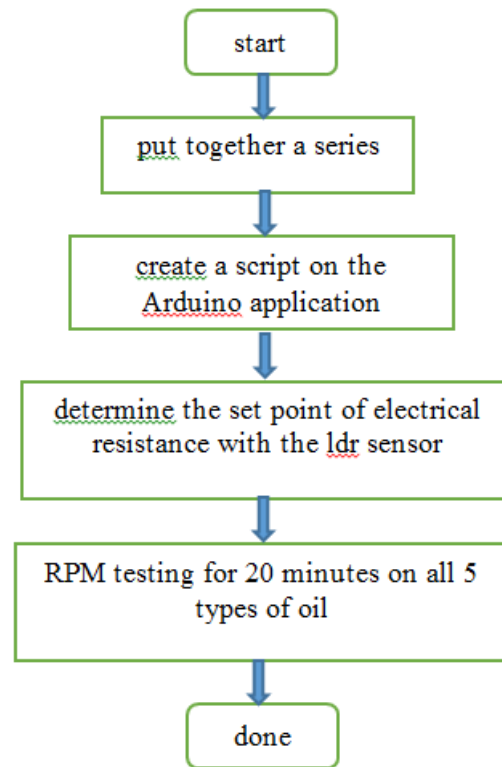 start
put together a series
create a script on the
Arduino application
determine the set point of electrical
resistance with the ldr sensor
RPM testing for 20 minutes on all 5
types of oil
done